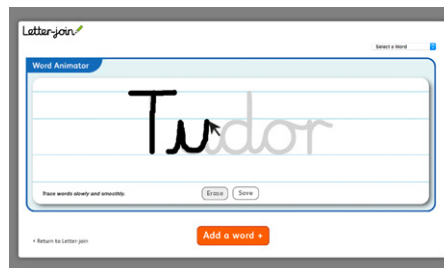 Letter-join
Select a Word
Word Animator
Tudor
Trace words slowly and smoothly.
Erase
Save
Add a word +
< Return to Letter-join